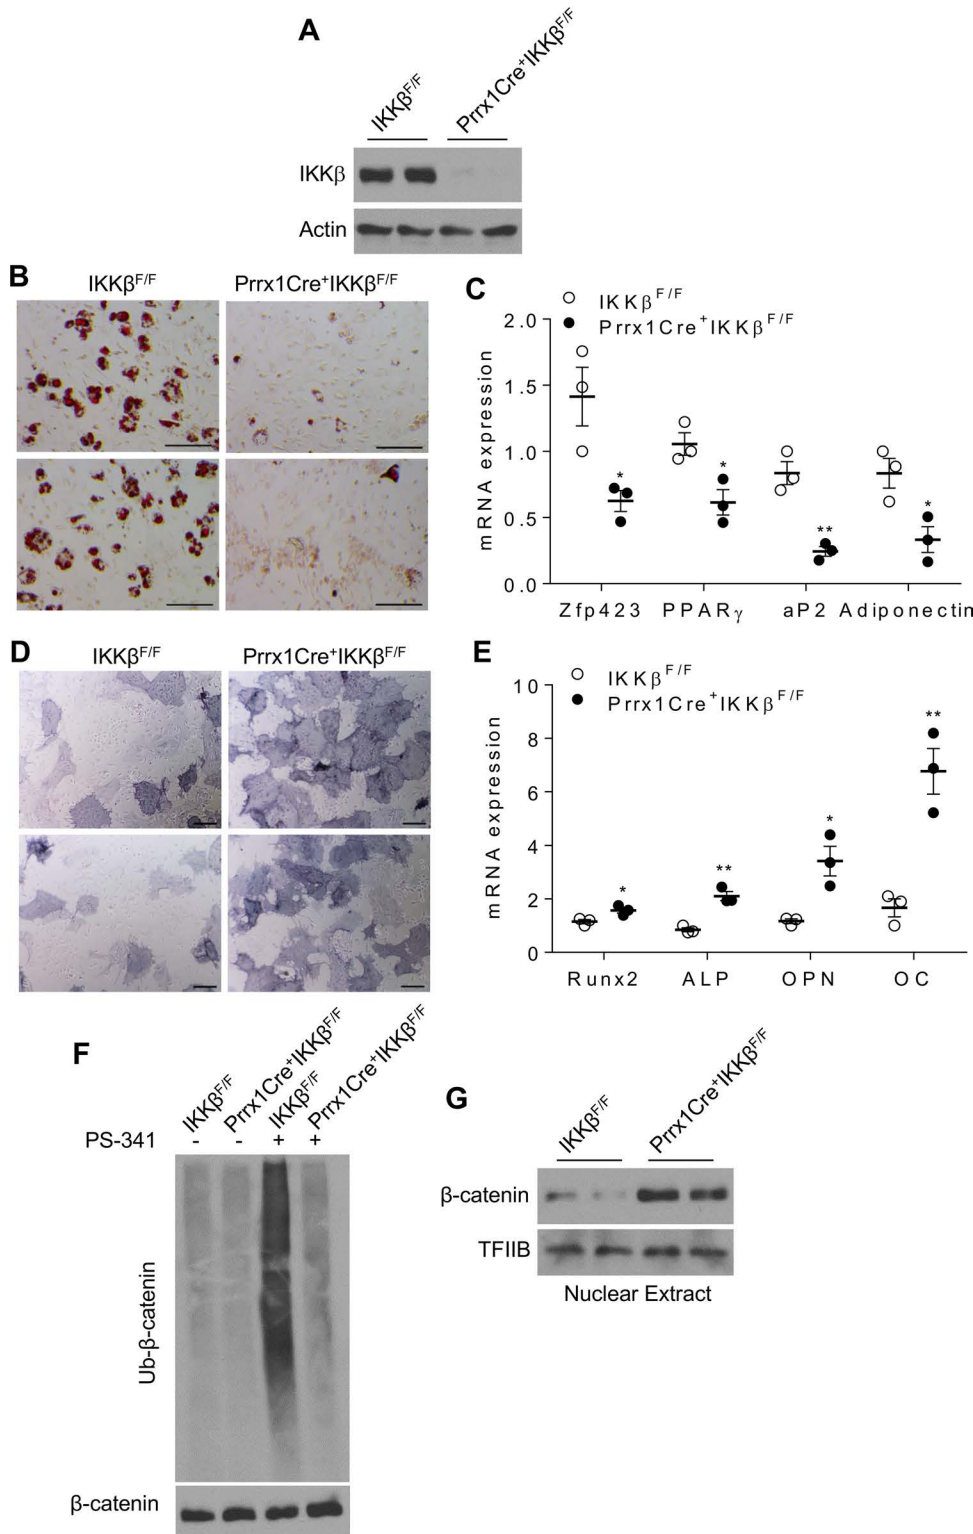 A
IKKβF/F
Prrx1Cre+IKKβF/F
IKKβ
Actin
B
IKKβF/F
Prrx1Cre+IKKβF/F
C
IKKβF/F
Prrx1Cre+IKKβF/F
mRNA expression
2.0
1.5
1.0
0.5
0.0
*
*
**
*
Zfp423 PPARγ aP2 Adiponectin
D
IKKβF/F
Prrx1Cre+IKKβF/F
E
IKKβF/F
Prrx1Cre+IKKβF/F
mRNA expression
10
8
6
4
2
0
*
**
*
**
Runx2 ALP OPN OC
F
IKKβF/F
Prrx1Cre+IKKβF/F
IKKβF/F
Prrx1Cre+IKKβF/F
PS-341 - - + +
Ub-β-catenin
β-catenin
G
IKKβF/F
Prrx1Cre+IKKβF/F
β-catenin
TFIIB
Nuclear Extract